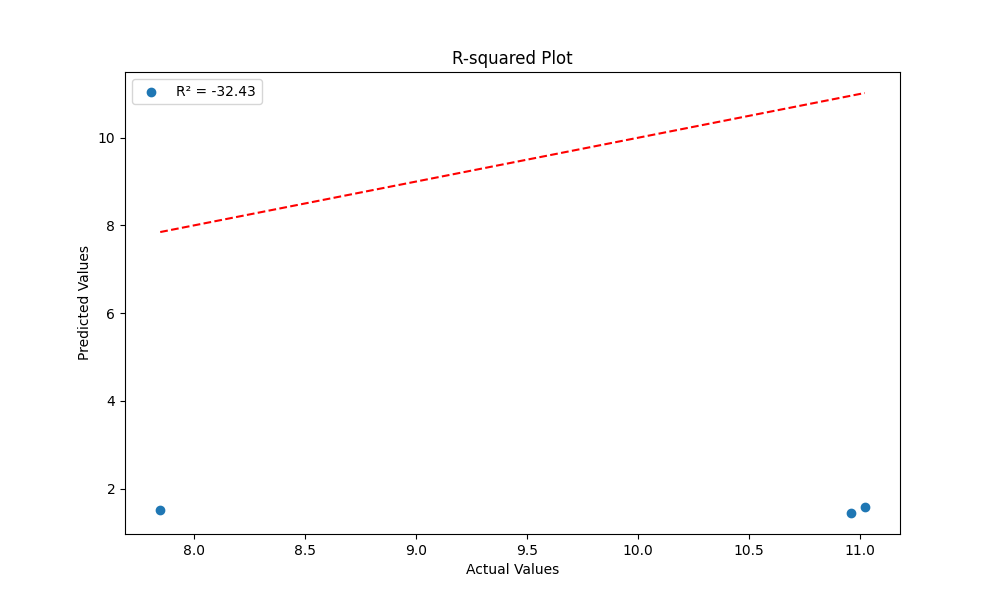 R-squared Plot
R² = -32.43
Predicted Values
10
8
6
4
2
8.0 8.5 9.0 9.5 10.0 10.5 11.0
Actual Values